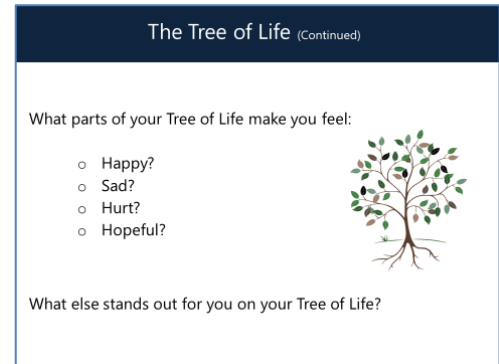 The Tree of Life (Continued)
What parts of your Tree of Life make you feel:
o Happy?
o Sad?
o Hurt?
o Hopeful?
What else stands out for you on your Tree of Life?